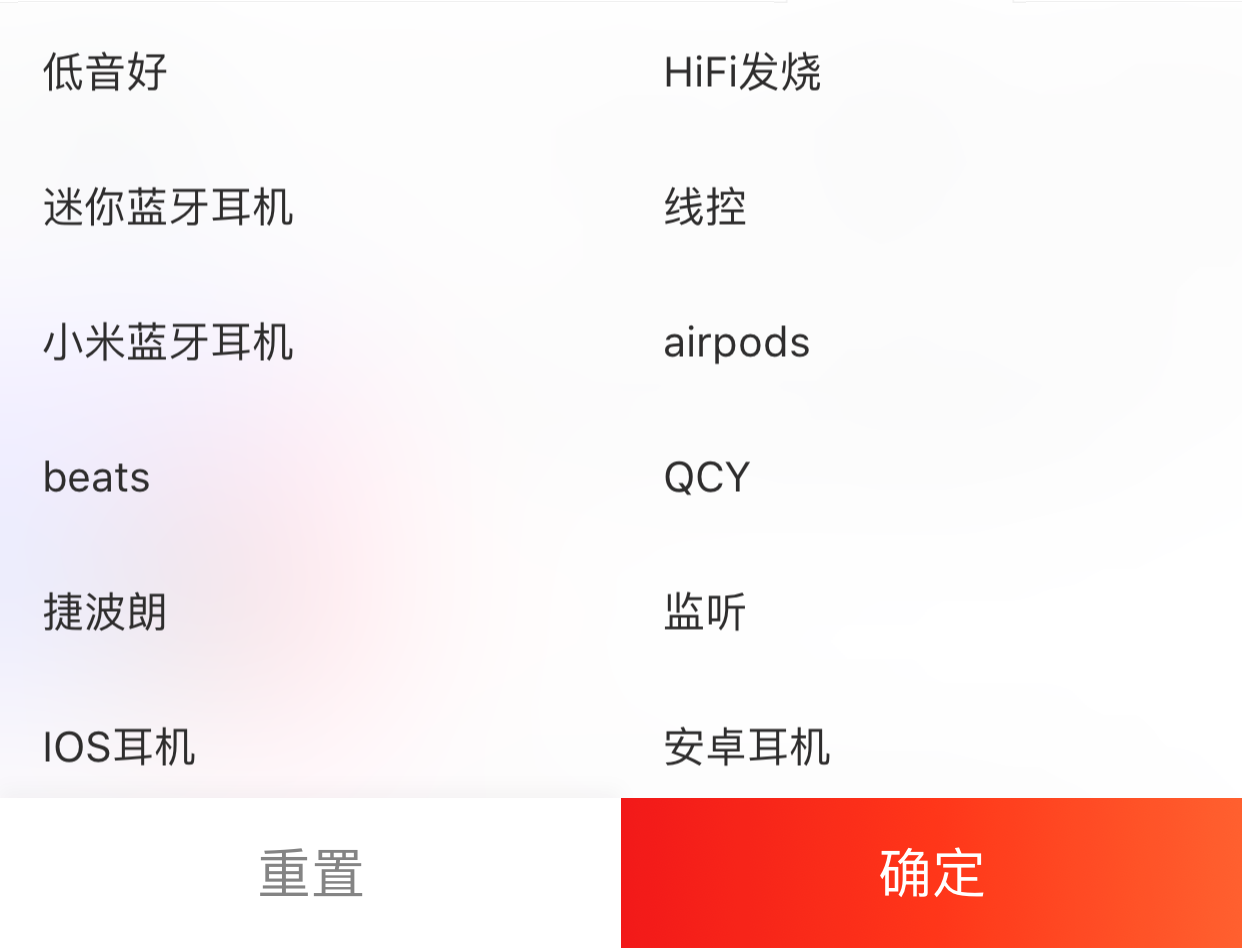 低音好
HiFi发烧
迷你蓝牙耳机
线控
小米蓝牙耳机
airpods
beats
QCY
捷波朗
监听
IOS耳机
安卓耳机
重置
确定